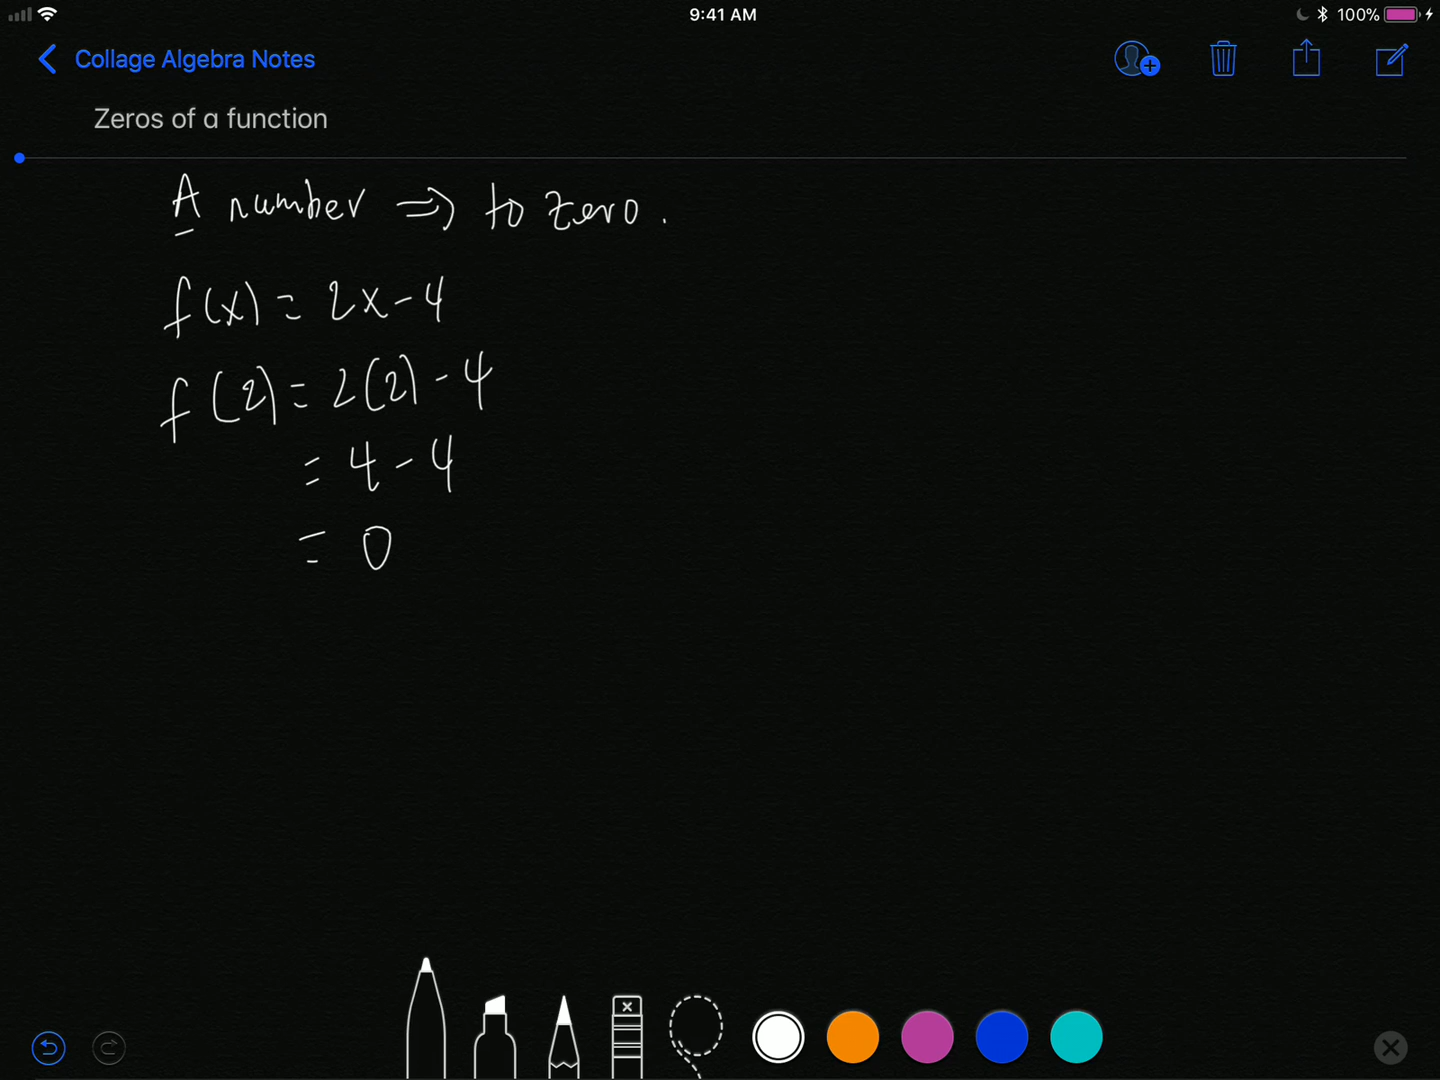 9:41 AM
100%
Collage Algebra Notes
Zeros of a function
A number ⇒ to zero.
f(x) = 2x - 4
f(2) = 2(2) - 4
= 4 - 4
= 0